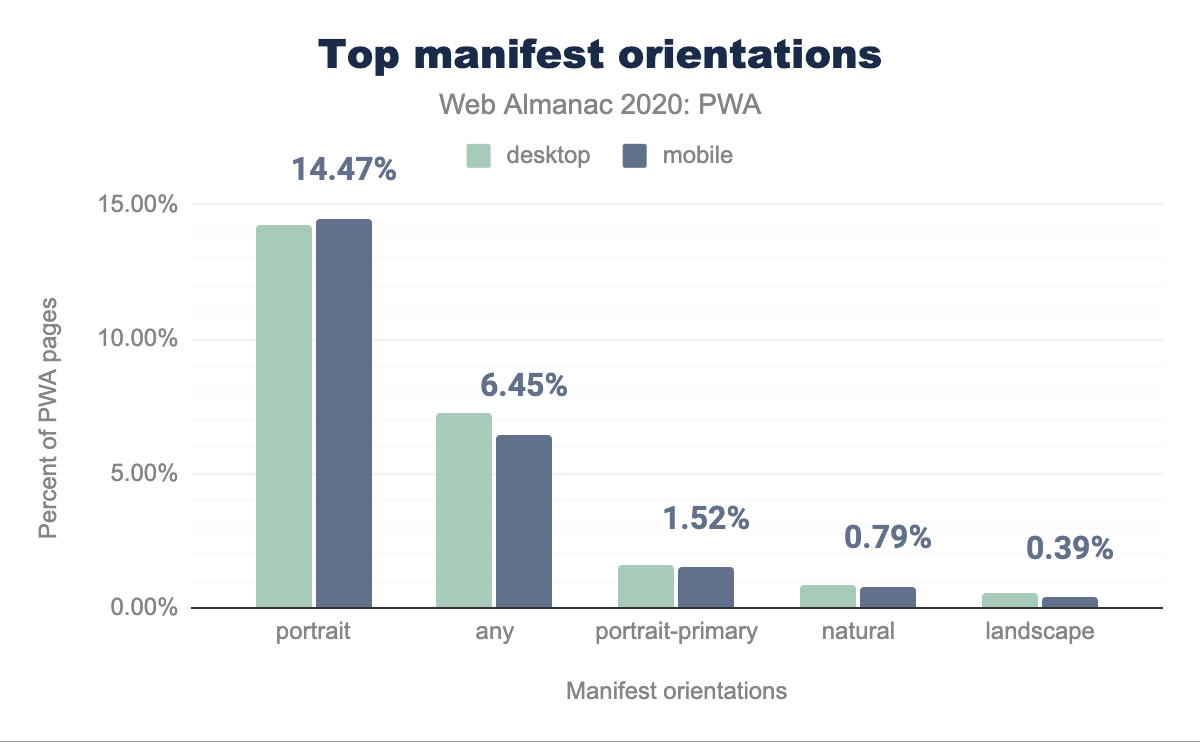 Top manifest orientations
Web Almanac 2020: PWA
desktop
mobile
14.47%
6.45%
1.52%
0.79%
0.39%
15.00%
10.00%
5.00%
0.00%
Percent of PWA pages
portrait
any
portrait-primary
natural
landscape
Manifest orientations